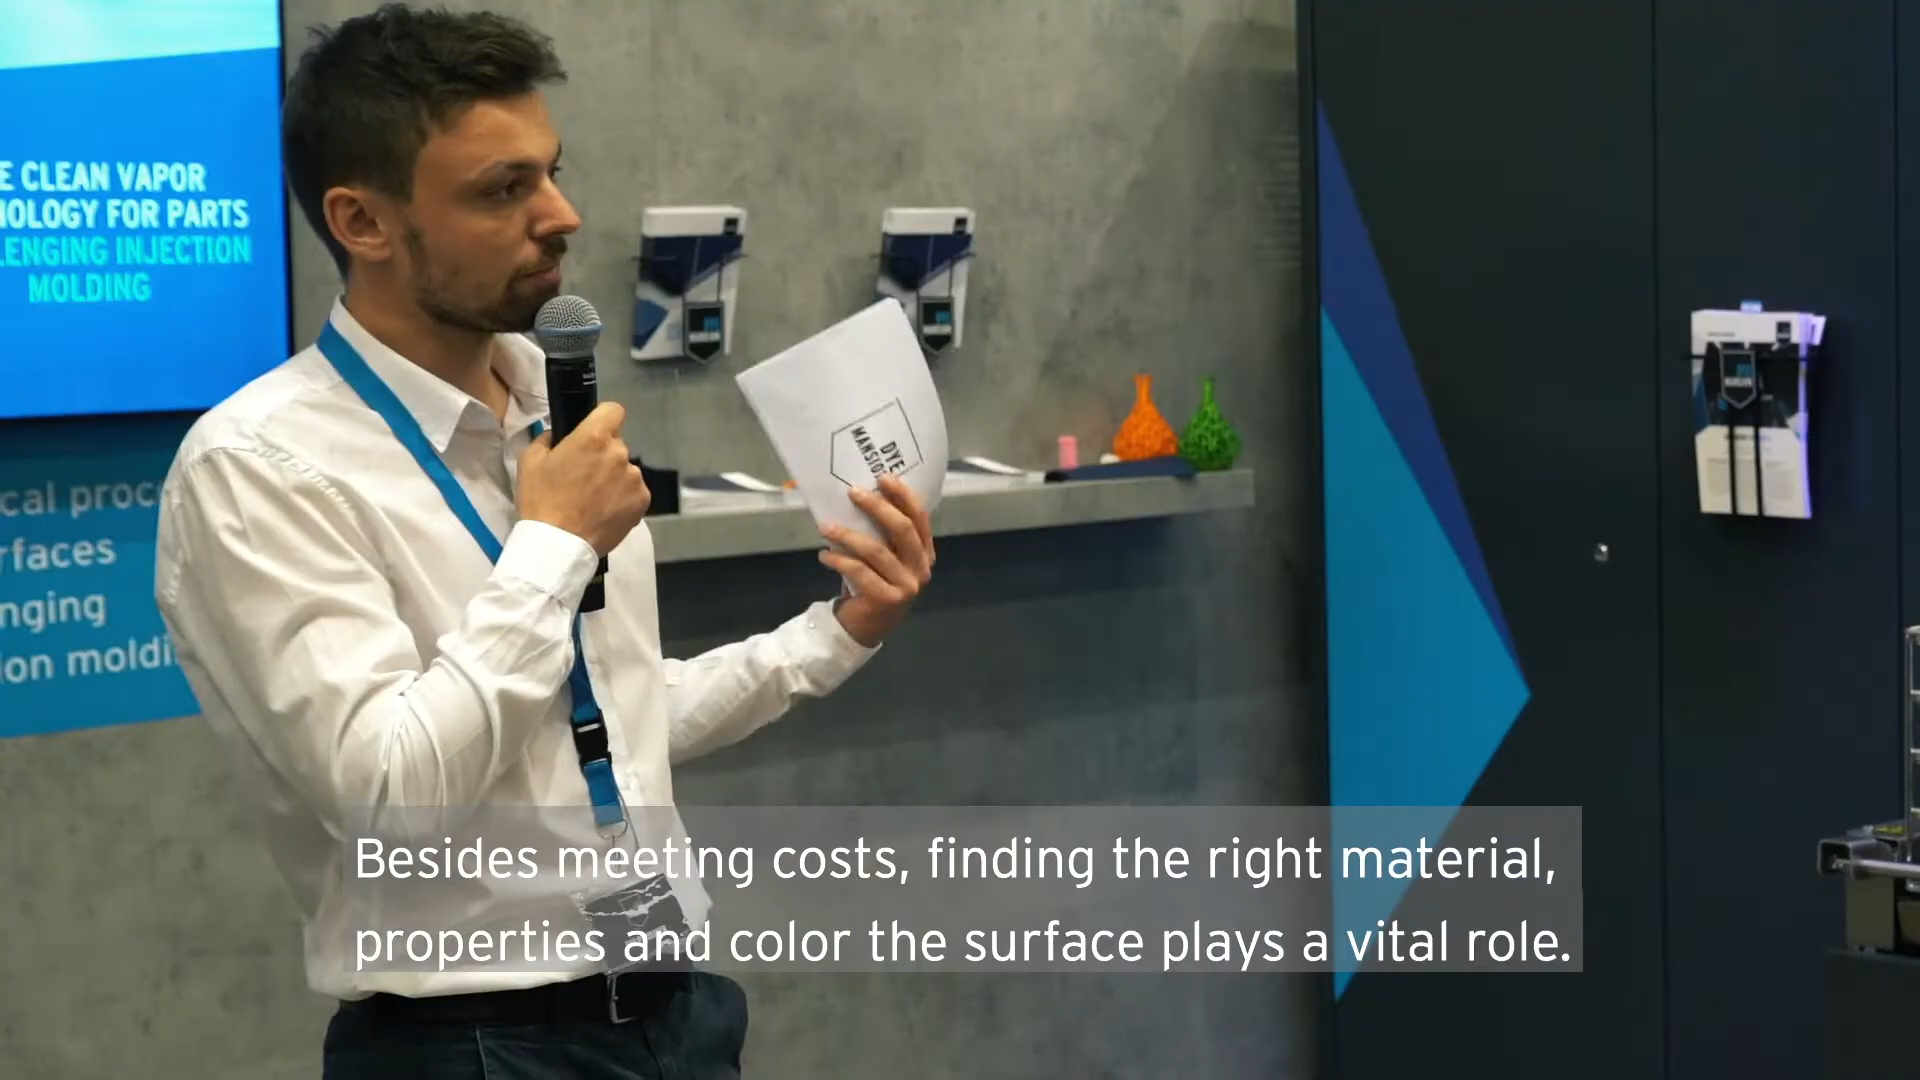 E CLEAN VAPOR
NOLOGY FOR PARTS
LENGING INJECTION
MOLDING
cal proc
rfaces
nging
ion moldi
DYE
MANSION
Besides meeting costs, finding the right material,
properties and color the surface plays a vital role.